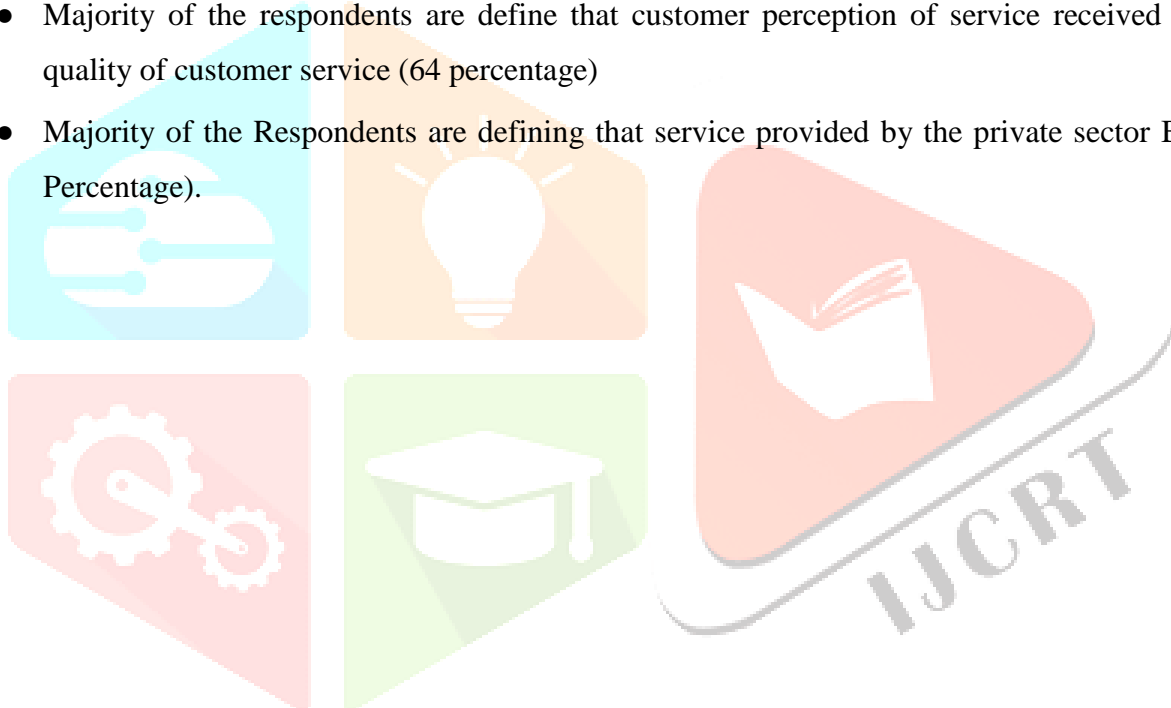 ● Majority of the respondents are define that customer perception of service received
quality of customer service (64 percentage)
● Majority of the Respondents are defining that service provided by the private sector
Percentage).
IJCRT